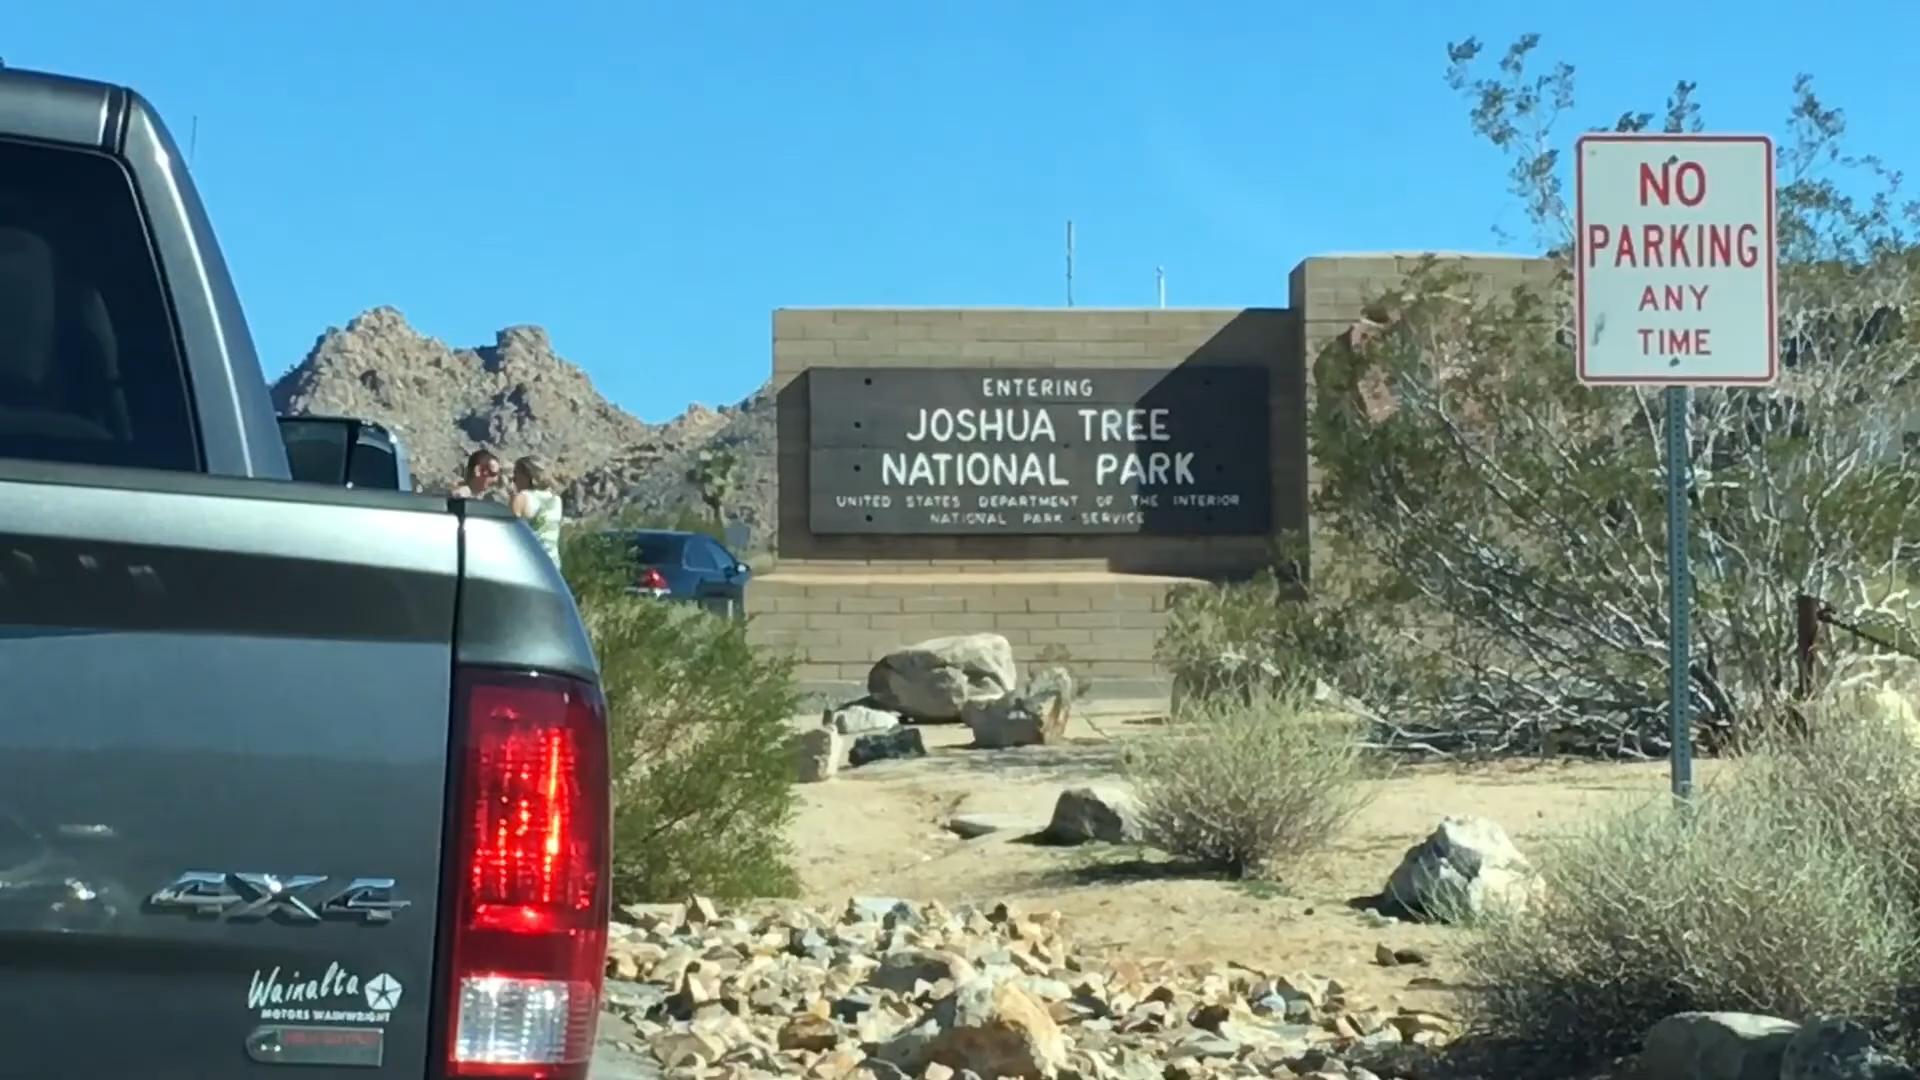 ENTERING
JOSHUA TREE
NATIONAL PARK
UNITED STATES DEPARTMENT OF THE INTERIOR
NATIONAL PARK SERVICE
NO
PARKING
ANY
TIME
4X4
Wainalta
MOTORS WAINWRIGHT